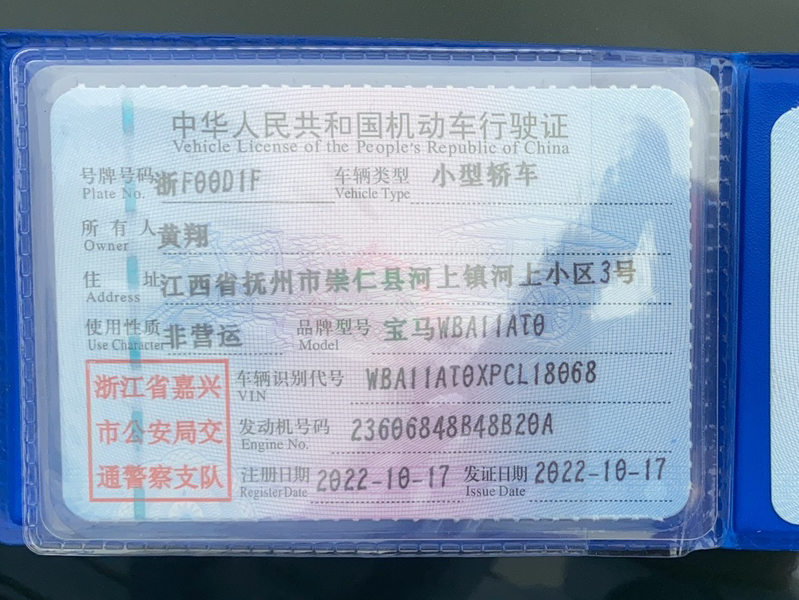 中华人民共和国机动车行驶证
Vehicle License of the People's Republic of China
号牌号码 浙F00D1F 车辆类型 小型轿车
Plate No. Vehicle Type
所有人 黄翔
Owner
住址 江西省抚州市崇仁县河上镇河上小区3号
Address
使用性质 非营运 品牌型号 宝马WBA11AT0
Use Character Model
浙江省嘉兴
市公安局交
通警察支队
车辆识别代号 WBA11AT0XPCL18068
VIN
发动机号码 23606848B48B20A
Engine No.
注册日期 2022-10-17 发证日期 2022-10-17
Register Date Issue Date